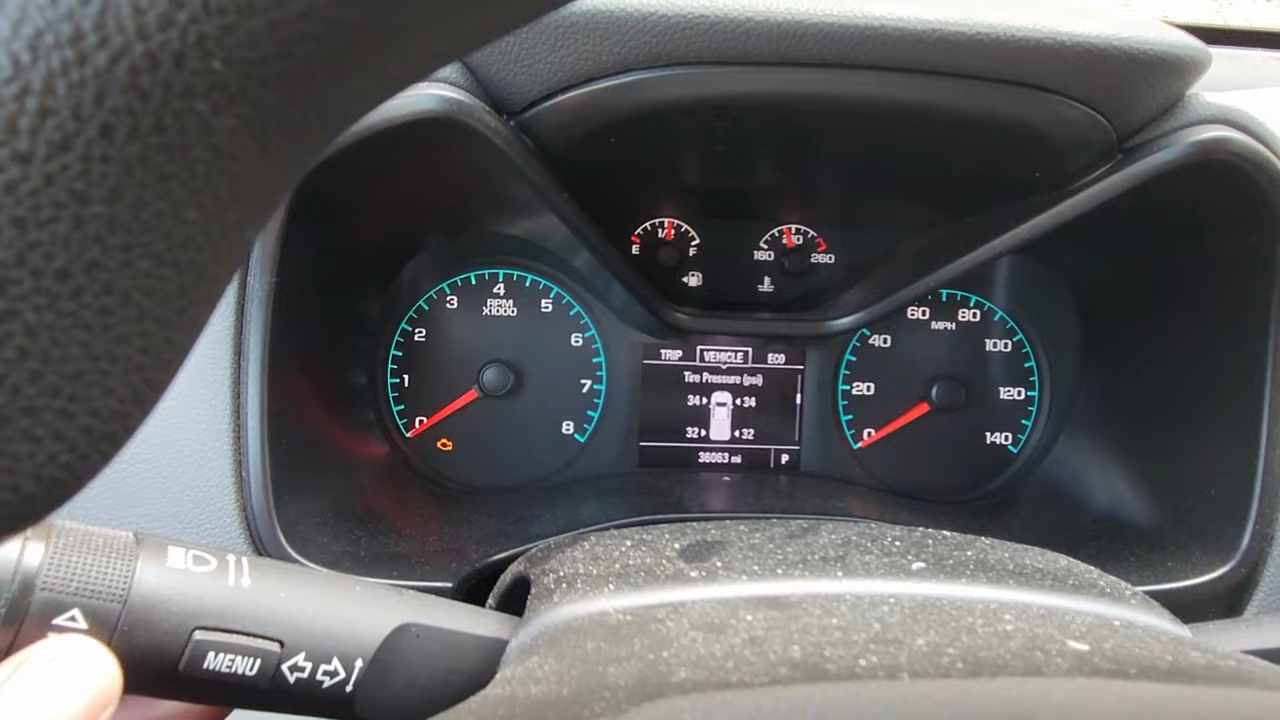 1/2
E F
210
160 260
0 1 2 3 4 5 6 7 8
RPM
X1000
TRIP VEHICLE ECO
Tire Pressure (psi)
34 34
32 32
36063 mi P
0 20 40 60 80 100 120 140
MPH
MENU